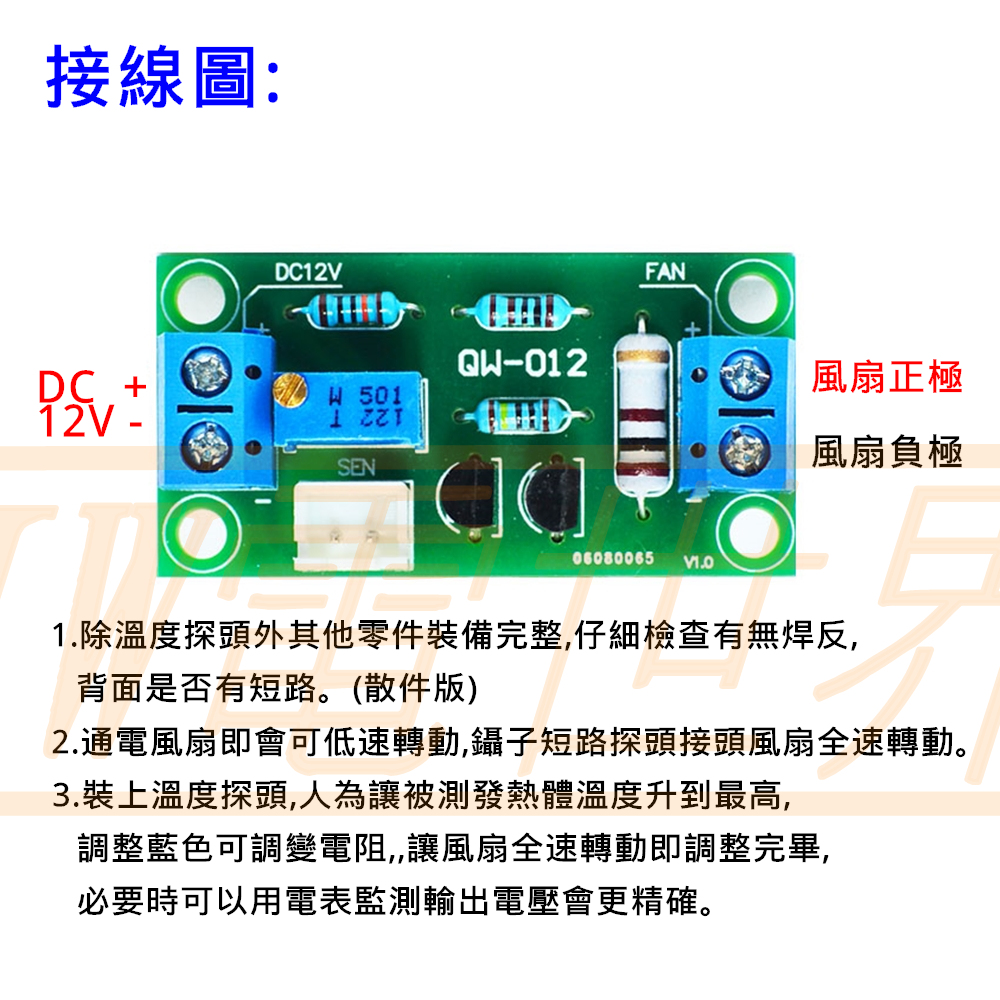 接線圖:
DC12V
FAN
+
+
QW-012
DC +
12V -
W 501
T 122
風扇正極
風扇負極
SEN
-
-
06080065
V1.0
JW電世界
1.除溫度探頭外其他零件裝備完整,仔細檢查有無焊反,
背面是否有短路。(散件版)
2.通電風扇即會可低速轉動,鑷子短路探頭接頭風扇全速轉動。
3.裝上溫度探頭,人為讓被測發熱體溫度升到最高,
調整藍色可調變電阻,,讓風扇全速轉動即調整完畢,
必要時可以用電表監測輸出電壓會更精確。